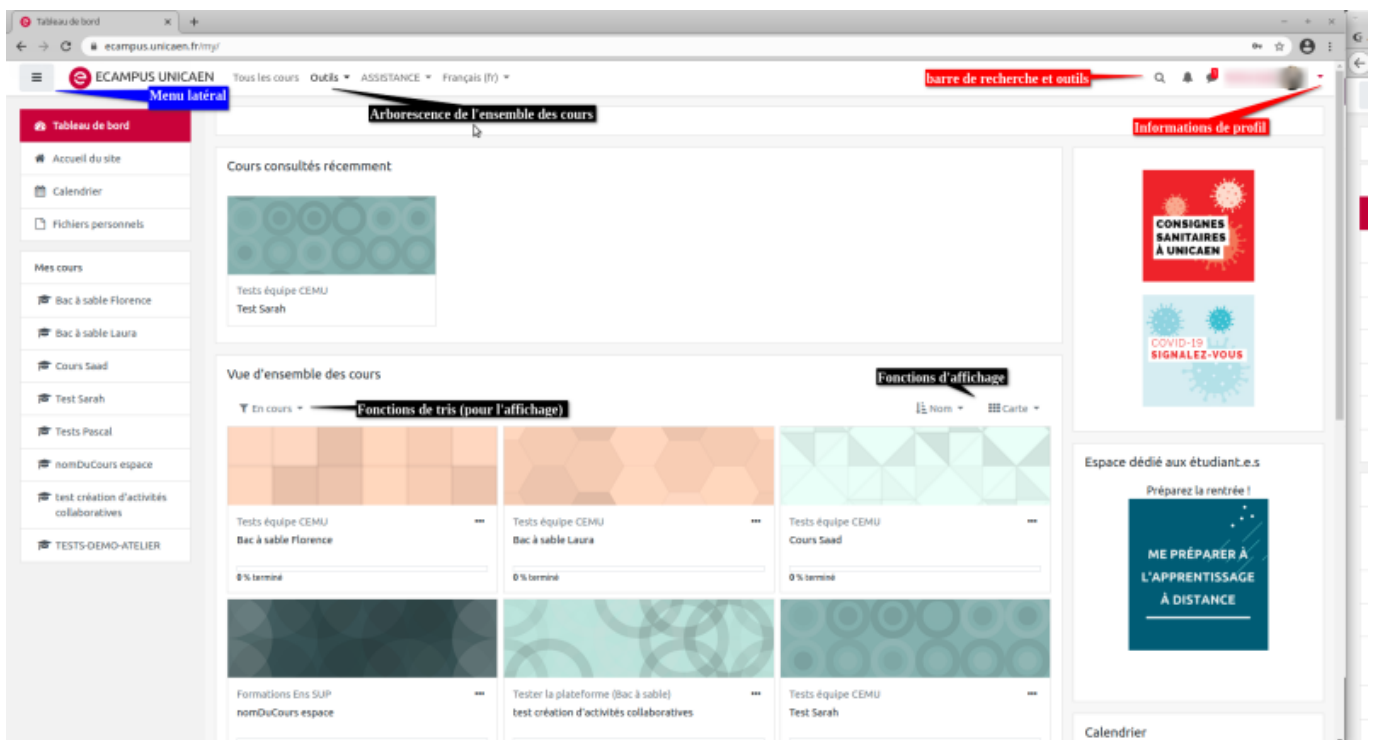 Tableau de bord
ecampus.unicaen.fr/my/
ECAMPUS UNICAEN Tous les cours Outils ASSISTANCE Français (fr)
barre de recherche et outils
Menu latéral
Arborescence de l'ensemble des cours
Informations de profil
Tableau de bord
Accueil du site
Calendrier
Fichiers personnels
Mes cours
Bac à sable Florence
Bac à sable Laura
Cours Saad
Test Sarah
Tests Pascal
nomDuCours espace
test création d'activités
collaboratives
TESTS-DEMO-ATELIER
Cours consultés récemment
Tests équipe CEMU
Test Sarah
Vue d'ensemble des cours
Fonctions d'affichage
En cours
Fonctions de tris (pour l'affichage)
Nom
Carte
Tests équipe CEMU
Bac à sable Florence
0 % terminé
Tests équipe CEMU
Bac à sable Laura
0 % terminé
Tests équipe CEMU
Cours Saad
0 % terminé
Formations Ens SUP
nomDuCours espace
Tester la plateforme (Bac à sable)
test création d'activités collaboratives
Tests équipe CEMU
Test Sarah
CONSIGNES
SANITAIRES
À UNICAEN
COVID-19
SIGNALEZ-VOUS
Espace dédié aux étudiant.e.s
Préparez la rentrée !
ME PRÉPARER À
L'APPRENTISSAGE
À DISTANCE
Calendrier